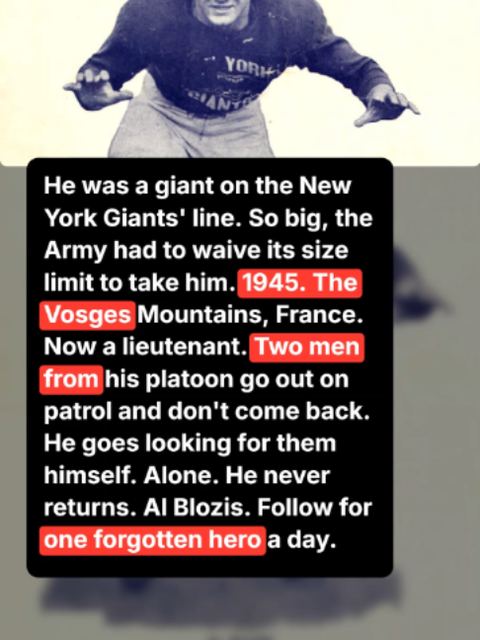 YORK
GIANTS
He was a giant on the New
York Giants' line. So big, the
Army had to waive its size
limit to take him. 1945. The
Vosges Mountains, France.
Now a lieutenant. Two men
from his platoon go out on
patrol and don't come back.
He goes looking for them
himself. Alone. He never
returns. Al Blozis. Follow for
one forgotten hero a day.